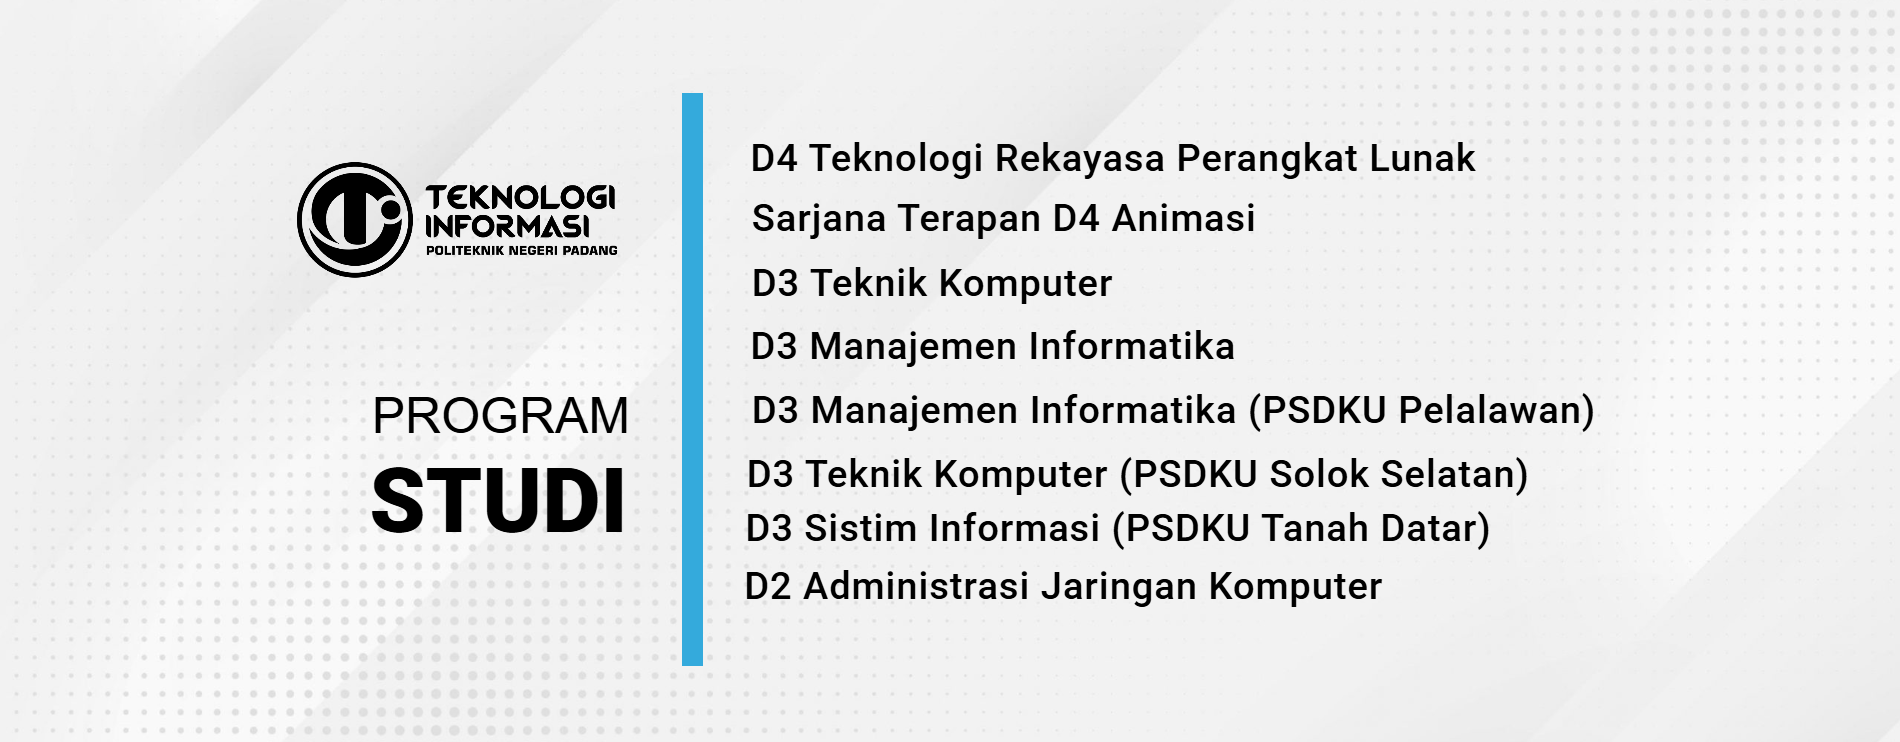 TEKNOLOGI
INFORMASI
POLITEKNIK NEGERI PADANG
PROGRAM
STUDI
D4 Teknologi Rekayasa Perangkat Lunak
Sarjana Terapan D4 Animasi
D3 Teknik Komputer
D3 Manajemen Informatika
D3 Manajemen Informatika (PSDKU Pelalawan)
D3 Teknik Komputer (PSDKU Solok Selatan)
D3 Sistim Informasi (PSDKU Tanah Datar)
D2 Administrasi Jaringan Komputer